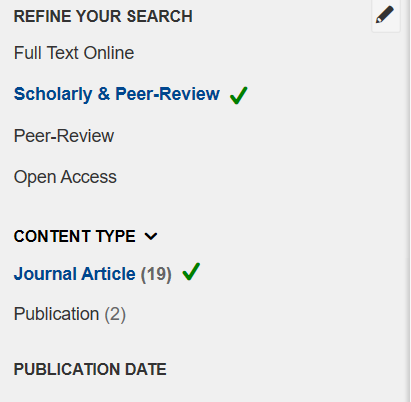 REFINE YOUR SEARCH
Full Text Online
Scholarly & Peer-Review
Peer-Review
Open Access
CONTENT TYPE
Journal Article (19)
Publication (2)
PUBLICATION DATE